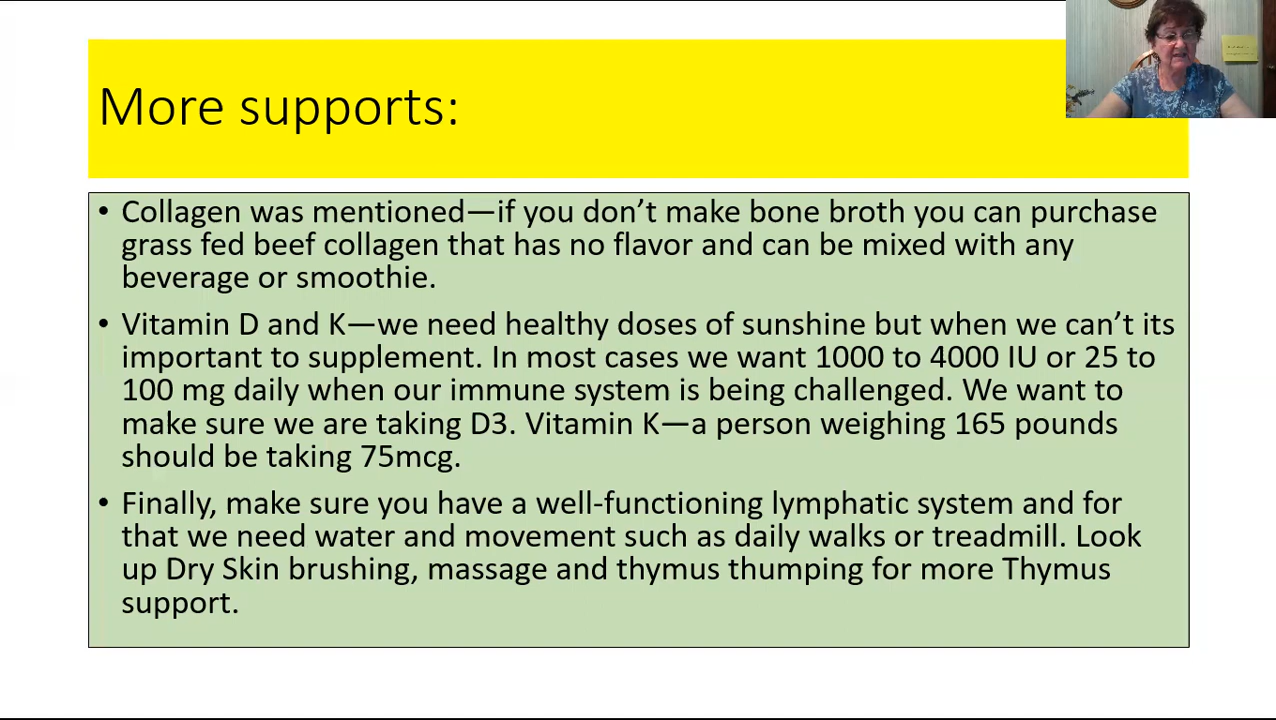 More supports:
• Collagen was mentioned—if you don’t make bone broth you can purchase
grass fed beef collagen that has no flavor and can be mixed with any
beverage or smoothie.
• Vitamin D and K—we need healthy doses of sunshine but when we can’t its
important to supplement. In most cases we want 1000 to 4000 IU or 25 to
100 mg daily when our immune system is being challenged. We want to
make sure we are taking D3. Vitamin K—a person weighing 165 pounds
should be taking 75mcg.
• Finally, make sure you have a well-functioning lymphatic system and for
that we need water and movement such as daily walks or treadmill. Look
up Dry Skin brushing, massage and thymus thumping for more Thymus
support.